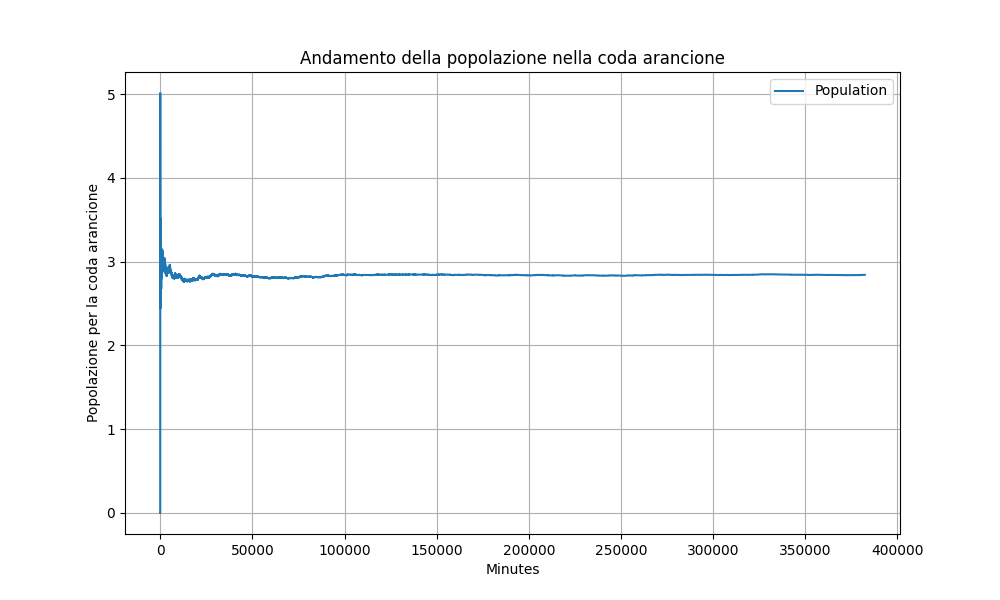 Andamento della popolazione nella coda arancione
Population
Popolazione per la coda arancione
5
4
3
2
1
0
0 50000 100000 150000 200000 250000 300000 350000 400000
Minutes